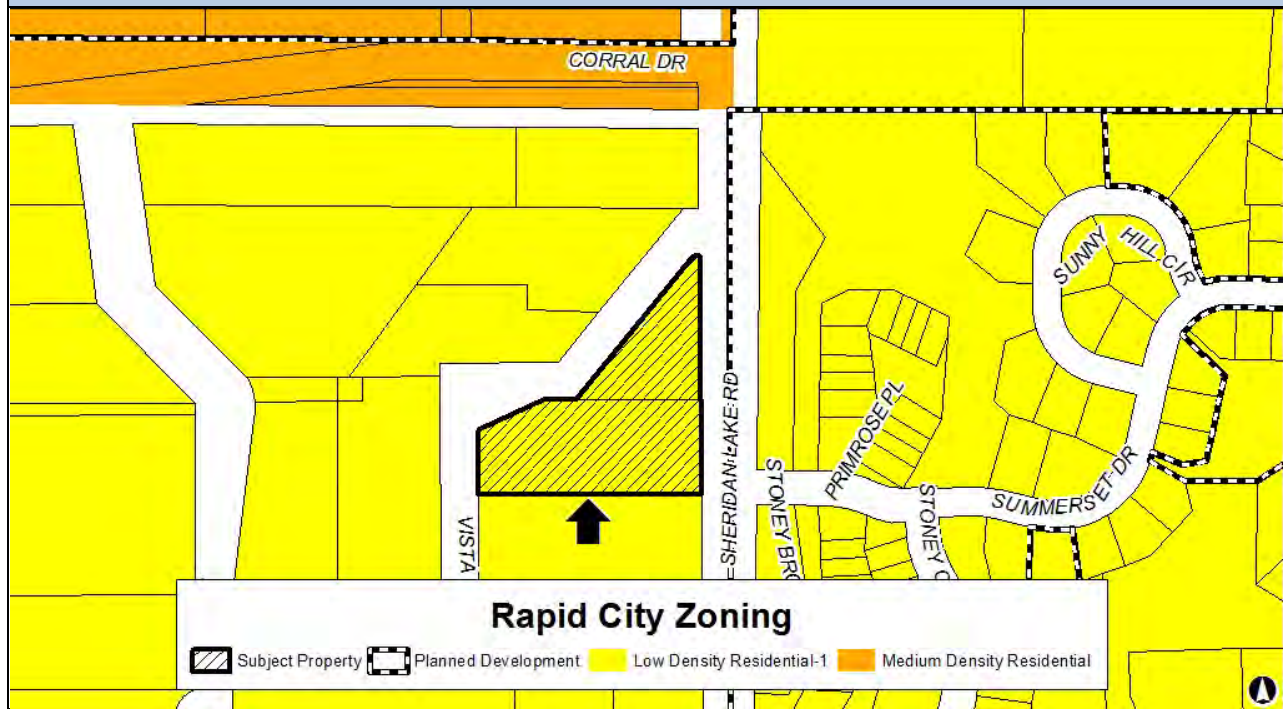 CORRAL DR
SUNNY HILL CIR
SHERIDAN LAKE RD
PRIMROSE PL
SUMMERSET DR
STONEY BRO
STONEY C
VISTA
Rapid City Zoning
Subject Property Planned Development Low Density Residential-1 Medium Density Residential